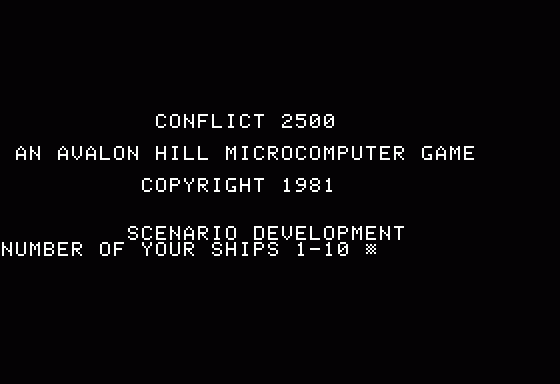 CONFLICT 2500
AN AVALON HILL MICROCOMPUTER GAME
COPYRIGHT 1981
SCENARIO DEVELOPMENT
NUMBER OF YOUR SHIPS 1-10